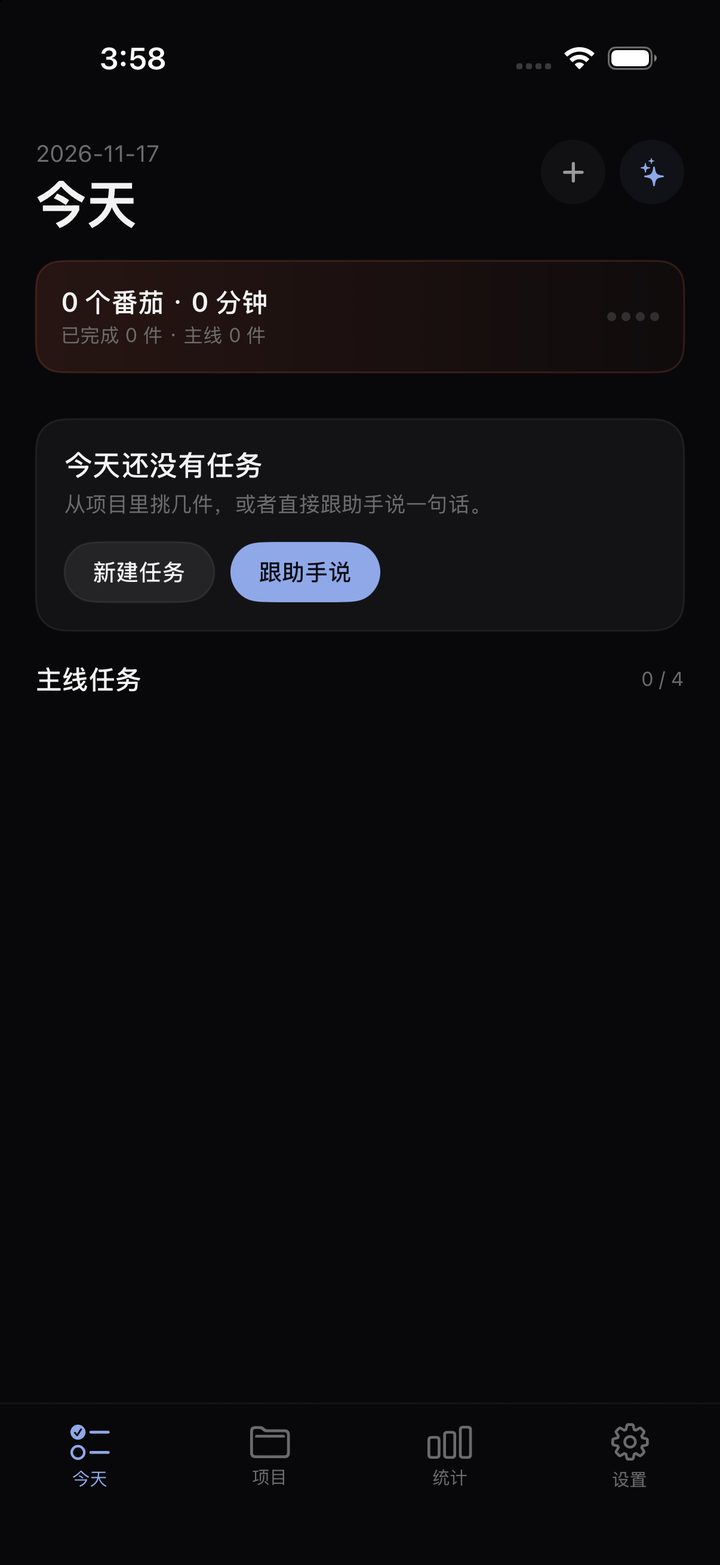 3:58
2026-11-17
今天
0 个番茄 · 0 分钟
已完成 0 件 · 主线 0 件
今天还没有任务
从项目里挑几件，或者直接跟助手说一句话。
新建任务
跟助手说
主线任务
0 / 4
今天
项目
统计
设置